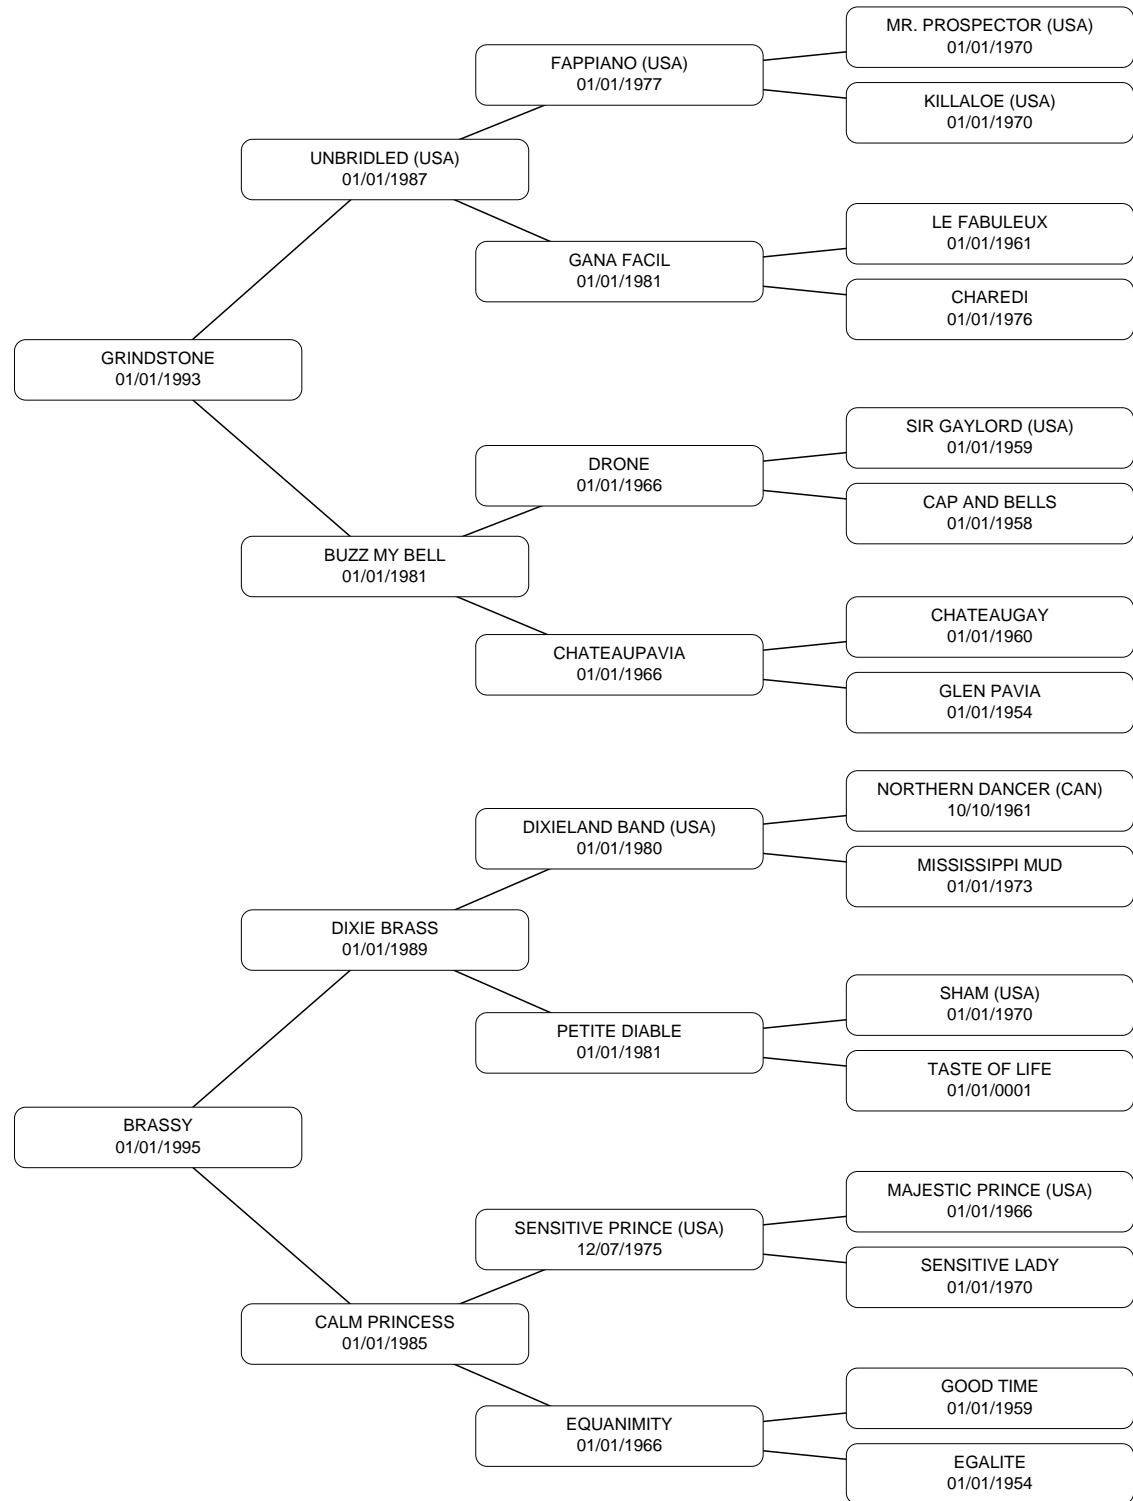 MR. PROSPECTOR (USA)
01/01/1970
FAPPIANO (USA)
01/01/1977
KILLALOE (USA)
01/01/1970
UNBRIDLED (USA)
01/01/1987
LE FABULEUX
01/01/1961
GANA FACIL
01/01/1981
CHAREDI
01/01/1976
GRINDSTONE
01/01/1993
SIR GAYLORD (USA)
01/01/1959
DRONE
01/01/1966
CAP AND BELLS
01/01/1958
BUZZ MY BELL
01/01/1981
CHATEAUGAY
01/01/1960
CHATEAUPAVIA
01/01/1966
GLEN PAVIA
01/01/1954
NORTHERN DANCER (CAN)
10/10/1961
DIXIELAND BAND (USA)
01/01/1980
MISSISSIPPI MUD
01/01/1973
DIXIE BRASS
01/01/1989
SHAM (USA)
01/01/1970
PETITE DIABLE
01/01/1981
TASTE OF LIFE
01/01/0001
BRASSY
01/01/1995
MAJESTIC PRINCE (USA)
01/01/1966
SENSITIVE PRINCE (USA)
12/07/1975
SENSITIVE LADY
01/01/1970
CALM PRINCESS
01/01/1985
GOOD TIME
01/01/1959
EQUANIMITY
01/01/1966
EGALITE
01/01/1954